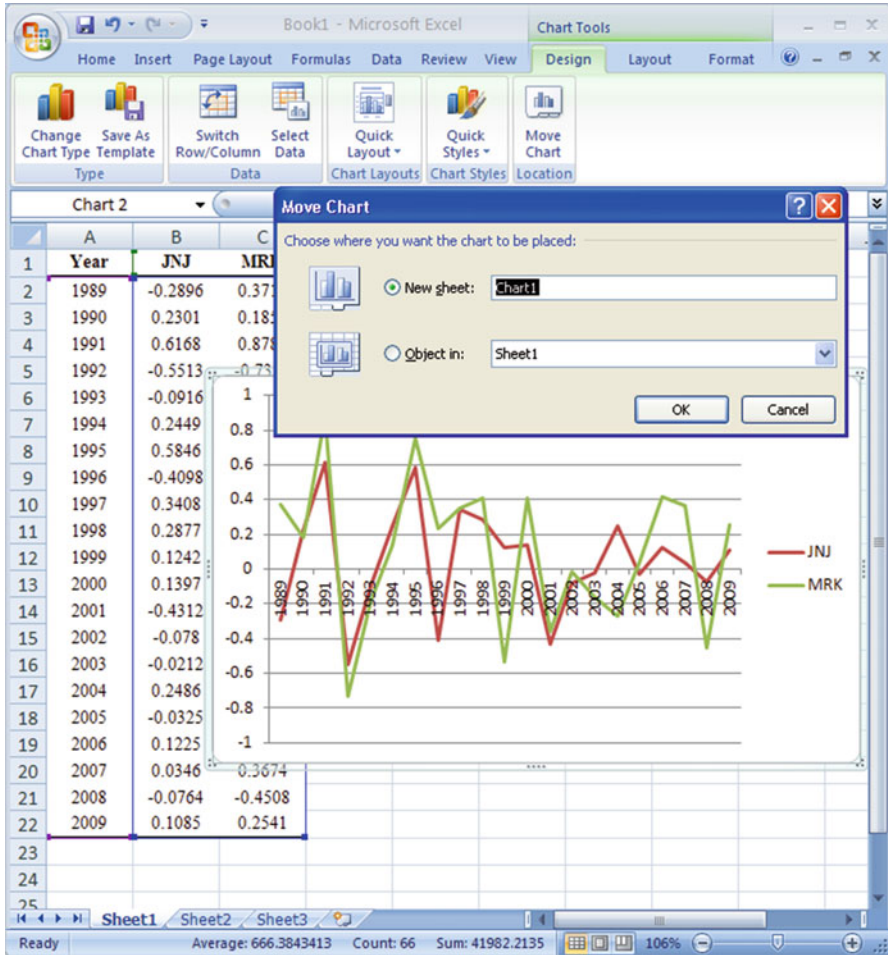 Book1 - Microsoft Excel Chart Tools
Home Insert Page Layout Formulas Data Review View Design Layout Format
Change Chart Type Save As Template Switch Row/Column Select Data Quick Layout Quick Styles Move Chart
Type Data Chart Layouts Chart Styles Location
Chart 2
Move Chart
Choose where you want the chart to be placed:
New sheet: Chart1
Object in: Sheet1
OK Cancel
A B C
1 Year JNJ
2 1989 -0.2896
3 1990 0.2301
4 1991 0.6168
5 1992 -0.5513
6 1993 -0.0916
7 1994 0.2449
8 1995 0.5846
9 1996 -0.4098
10 1997 0.3408
11 1998 0.2877
12 1999 0.1242
13 2000 0.1397
14 2001 -0.4312
15 2002 -0.078
16 2003 -0.0212
17 2004 0.2486
18 2005 -0.0325
19 2006 0.1225
20 2007 0.0346 0.3674
21 2008 -0.0764 -0.4508
22 2009 0.1085 0.2541
23
24
25
1
0.8
0.6
0.4
0.2
0
-0.2
-0.4
-0.6
-0.8
-1
1989 1990 1991 1992 1993 1994 1995 1996 1997 1998 1999 2000 2001 2002 2003 2004 2005 2006 2007 2008 2009
JNJ
MRK
Sheet1 Sheet2 Sheet3
Ready Average: 666.3843413 Count: 66 Sum: 41982.2135 106%